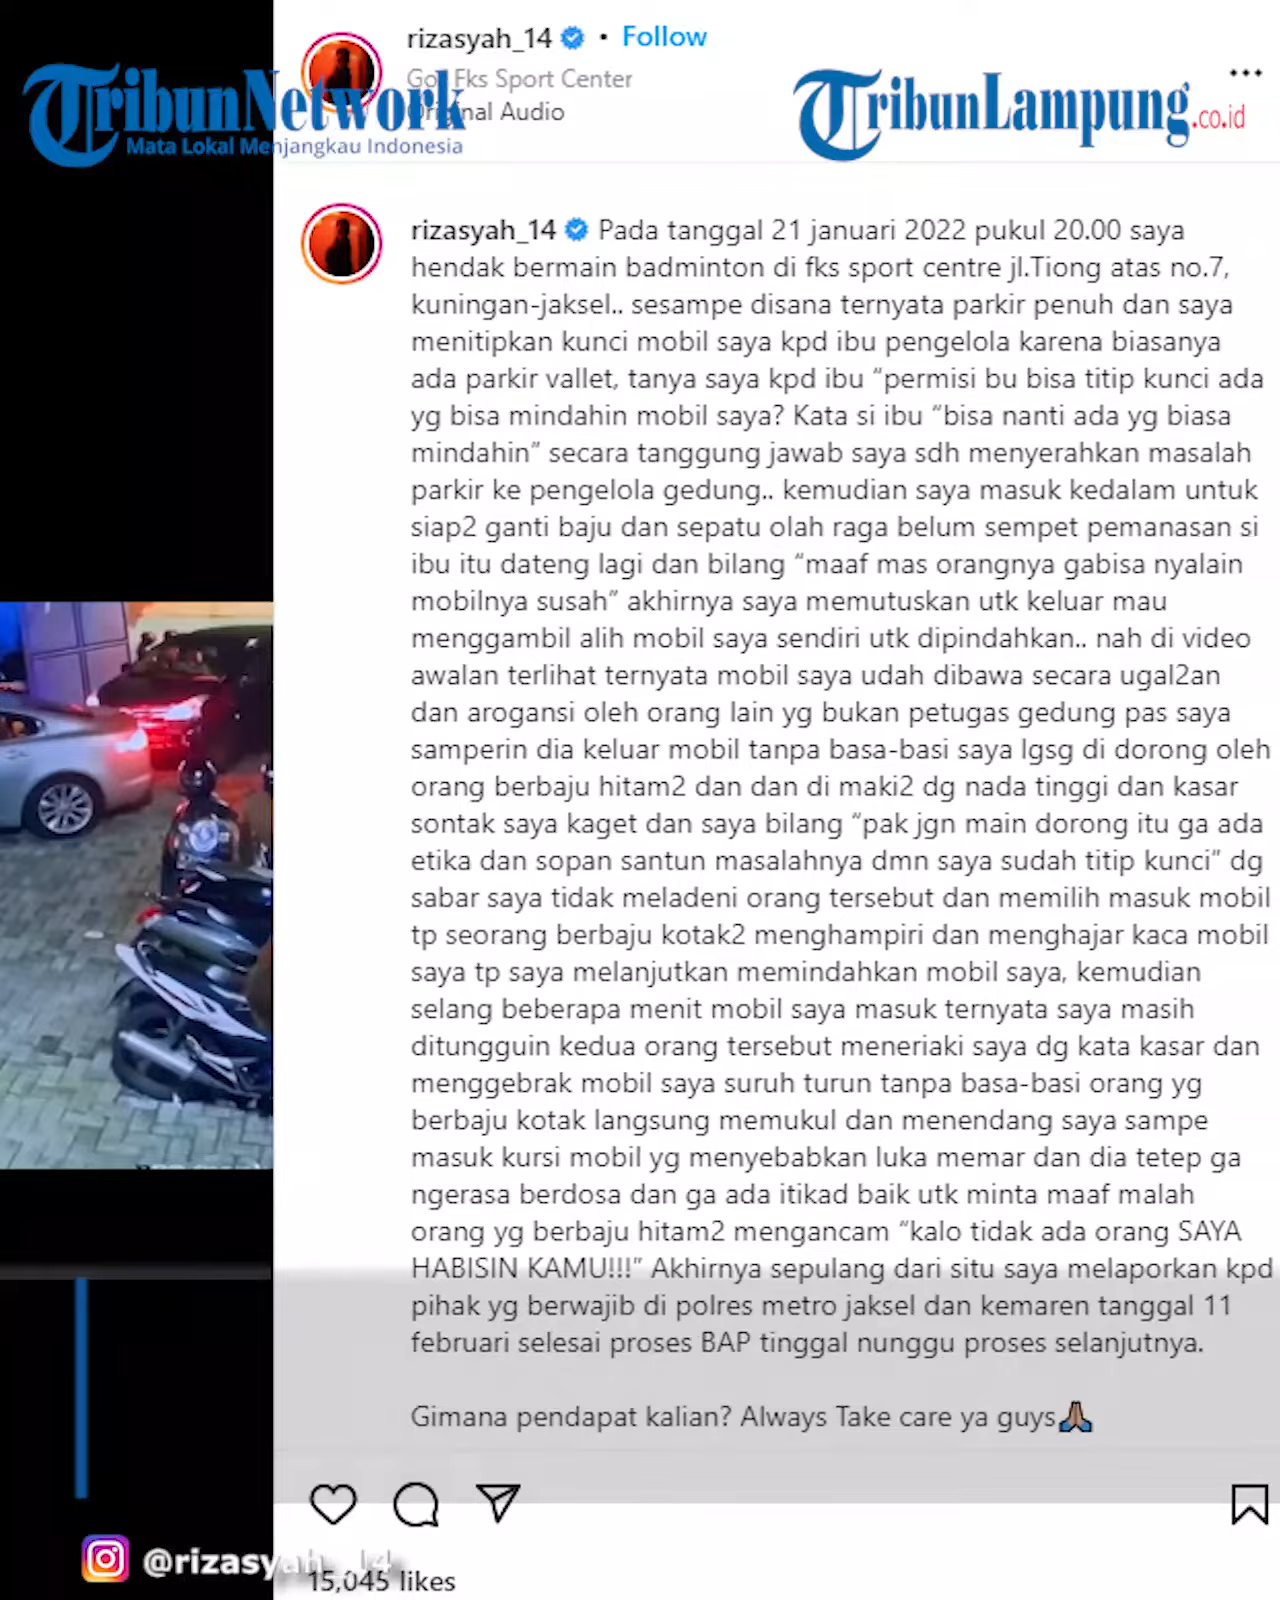 rizasyah_14 • Follow
Gor Fks Sport Center
Original Audio
TribunNetwork
Mata Lokal Menjangkau Indonesia
TribunLampung.co.id
rizasyah_14 Pada tanggal 21 januari 2022 pukul 20.00 saya
hendak bermain badminton di fks sport centre jl.Tiong atas no.7,
kuningan-jaksel.. sesampe disana ternyata parkir penuh dan saya
menitipkan kunci mobil saya kpd ibu pengelola karena biasanya
ada parkir vallet, tanya saya kpd ibu “permisi bu bisa titip kunci ada
yg bisa mindahin mobil saya? Kata si ibu “bisa nanti ada yg biasa
mindahin” secara tanggung jawab saya sdh menyerahkan masalah
parkir ke pengelola gedung.. kemudian saya masuk kedalam untuk
siap2 ganti baju dan sepatu olah raga belum sempet pemanasan si
ibu itu dateng lagi dan bilang “maaf mas orangnya gabisa nyalain
mobilnya susah” akhirnya saya memutuskan utk keluar mau
menggambil alih mobil saya sendiri utk dipindahkan.. nah di video
awalan terlihat ternyata mobil saya udah dibawa secara ugal2an
dan arogansi oleh orang lain yg bukan petugas gedung pas saya
samperin dia keluar mobil tanpa basa-basi saya lgsg di dorong oleh
orang berbaju hitam2 dan dan di maki2 dg nada tinggi dan kasar
sontak saya kaget dan saya bilang “pak jgn main dorong itu ga ada
etika dan sopan santun masalahnya dmn saya sudah titip kunci” dg
sabar saya tidak meladeni orang tersebut dan memilih masuk mobil
tp seorang berbaju kotak2 menghampiri dan menghajar kaca mobil
saya tp saya melanjutkan memindahkan mobil saya, kemudian
selang beberapa menit mobil saya masuk ternyata saya masih
ditungguin kedua orang tersebut meneriaki saya dg kata kasar dan
menggebrak mobil saya suruh turun tanpa basa-basi orang yg
berbaju kotak langsung memukul dan menendang saya sampe
masuk kursi mobil yg menyebabkan luka memar dan dia tetep ga
ngerasa berdosa dan ga ada itikad baik utk minta maaf malah
orang yg berbaju hitam2 mengancam “kalo tidak ada orang SAYA
HABISIN KAMU!!!” Akhirnya sepulang dari situ saya melaporkan kpd
pihak yg berwajib di polres metro jaksel dan kemaren tanggal 11
februari selesai proses BAP tinggal nunggu proses selanjutnya.
Gimana pendapat kalian? Always Take care ya guys🙏🏽
@rizasyah_14
15,045 likes